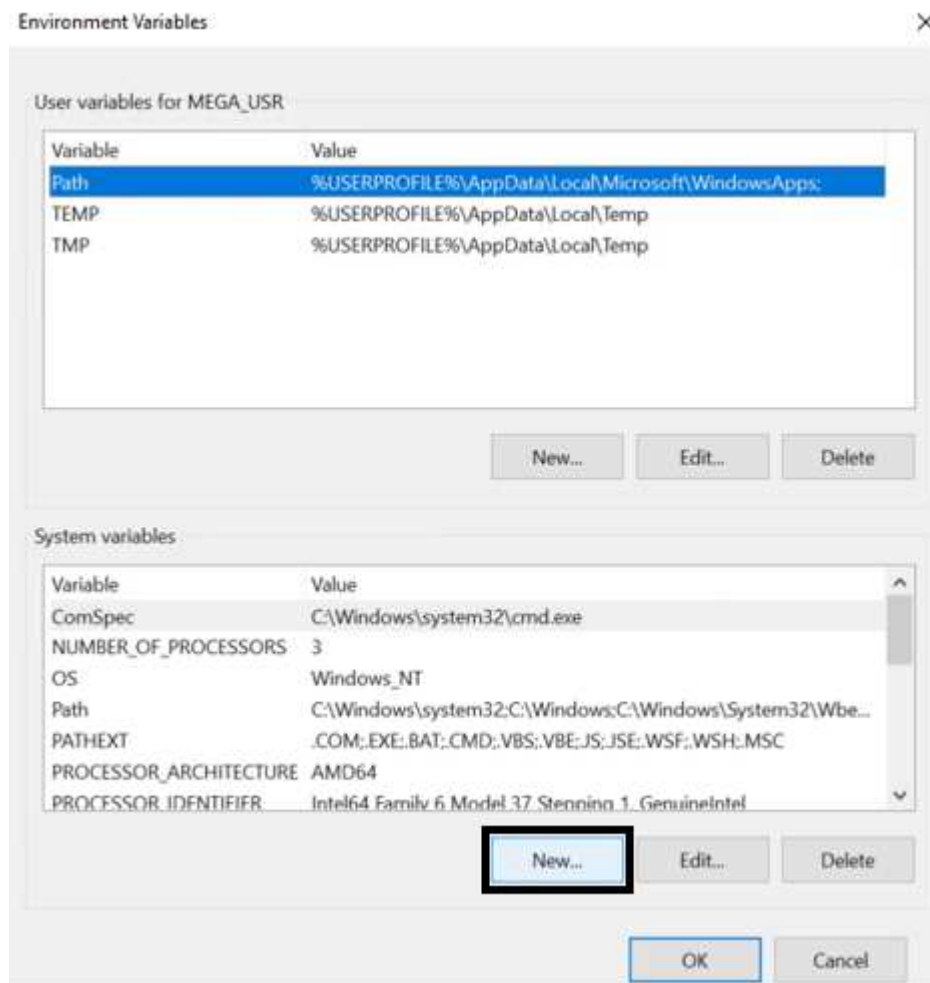 Environment Variables
User variables for MEGA_USR
Variable Value
Path %USERPROFILE%\AppData\Local\Microsoft\WindowsApps;
TEMP %USERPROFILE%\AppData\Local\Temp
TMP %USERPROFILE%\AppData\Local\Temp
New... Edit... Delete
System variables
Variable Value
ComSpec C:\Windows\system32\cmd.exe
NUMBER_OF_PROCESSORS 3
OS Windows_NT
Path C:\Windows\system32;C:\Windows;C:\Windows\System32\Wbe...
PATHEXT .COM;.EXE;.BAT;.CMD;.VBS;.VBE;.JS;.JSE;.WSF;.WSH;.MSC
PROCESSOR_ARCHITECTURE AMD64
PROCESSOR_IDENTIFIER Intel64 Family 6 Model 37 Stepping 1, GenuineIntel
New... Edit... Delete
OK Cancel